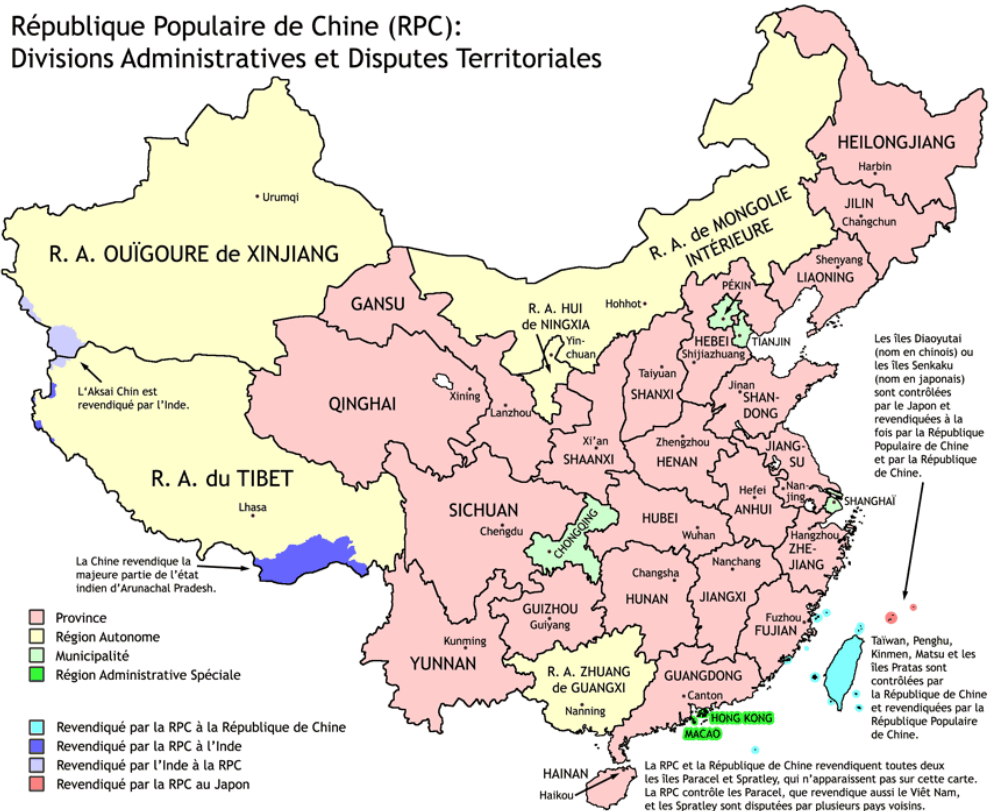 République Populaire de Chine (RPC):
Divisions Administratives et Disputes Territoriales
HEILONGJIANG
Harbin
JILIN
Changchun
R. A. de MONGOLIE
INTÉRIEURE
Urumqi
R. A. OUÏGOURE de XINJIANG
Shenyang
LIAONING
PÉKIN
GANSU
R. A. HUI
de NINGXIA
Hohhot
Yin-
chuan
HEBEI
TIANJIN
Shijiazhuang
Les îles Diaoyutai
(nom en chinois) ou
les îles Senkaku
(nom en japonais)
sont contrôlées
par le Japon et
revendiquées à la
fois par la République
Populaire de Chine
et par la République
de Chine.
L'Aksai Chin est
revendiqué par l'Inde.
QINGHAI
Xining
Lanzhou
Taiyuan
SHANXI
Jinan
SHAN-
DONG
Xi'an
SHAANXI
Zhengzhou
HENAN
JIANG-
SU
R. A. du TIBET
Lhasa
SICHUAN
Chengdu
CHONGQING
HUBEI
Wuhan
Hefei
ANHUI
Nan-
jing
SHANGHAÏ
Hangzhou
ZHE-
JIANG
La Chine revendique la
majeure partie de l'état
indien d'Arunachal Pradesh.
Changsha
HUNAN
Nanchang
JIANGXI
GUIZHOU
Guiyang
Fuzhou
FUJIAN
Kunming
YUNNAN
R. A. ZHUANG
de GUANGXI
Nanning
GUANGDONG
Canton
HONG KONG
MACAO
HAINAN
Haikou
Taïwan, Penghu,
Kinmen, Matsu et les
îles Pratas sont
contrôlées par
la République de Chine
et revendiquées par la
République Populaire
de Chine.
Province
Région Autonome
Municipalité
Région Administrative Spéciale
Revendiqué par la RPC à la République de Chine
Revendiqué par la RPC à l'Inde
Revendiqué par l'Inde à la RPC
Revendiqué par la RPC au Japon
La RPC et la République de Chine revendiquent toutes deux
les îles Paracel et Spratley, qui n'apparaissent pas sur cette carte.
La RPC contrôle les Paracel, que revendique aussi le Viêt Nam,
et les Spratley sont disputées par plusieurs pays voisins.